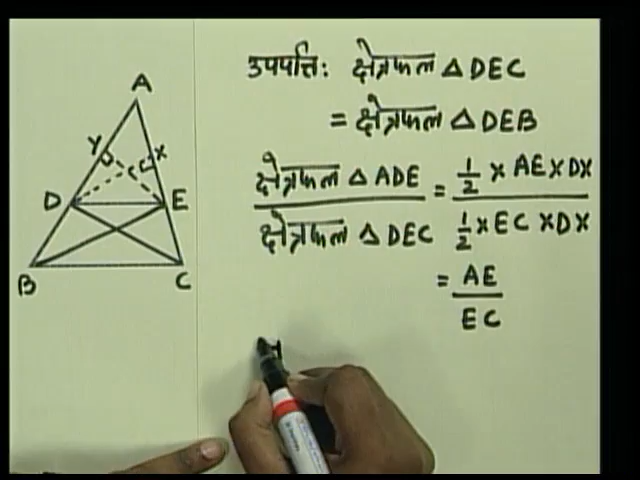 A
Y
X
D
E
B
C
उपपत्ति: क्षेत्रफल △ DEC
= क्षेत्रफल △ DEB
क्षेत्रफल △ ADE = 1/2 × AE × DX
क्षेत्रफल △ DEC 1/2 × EC × DX
= AE
EC